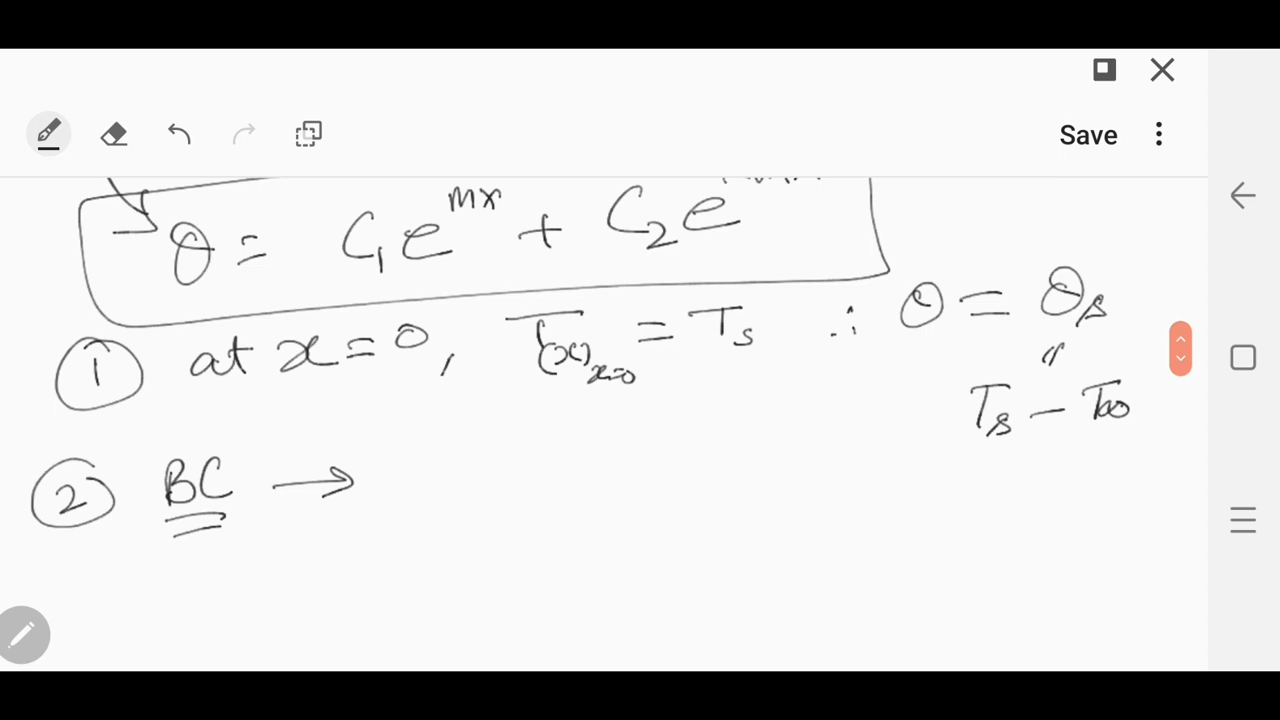 Save
θ = C₁e^mx + C₂e
① at x=0, T(x)ₓ₌₀ = Tₛ ∴ θ = θₛ
〃
Tₛ − T∞
② BC →